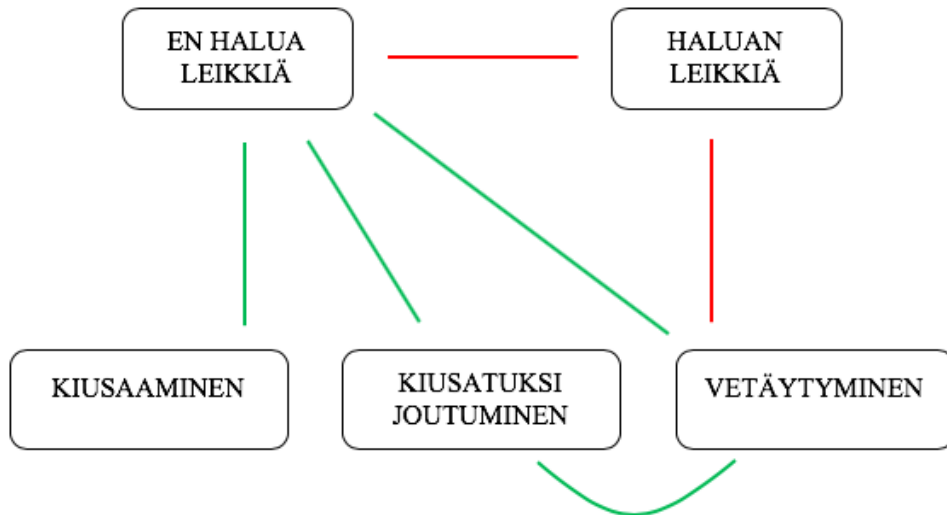 EN HALUA
LEIKKIÄ
HALUAN
LEIKKIÄ
KIUSAAMINEN
KIUSATUKSI
JOUTUMINEN
VETÄYTYMINEN